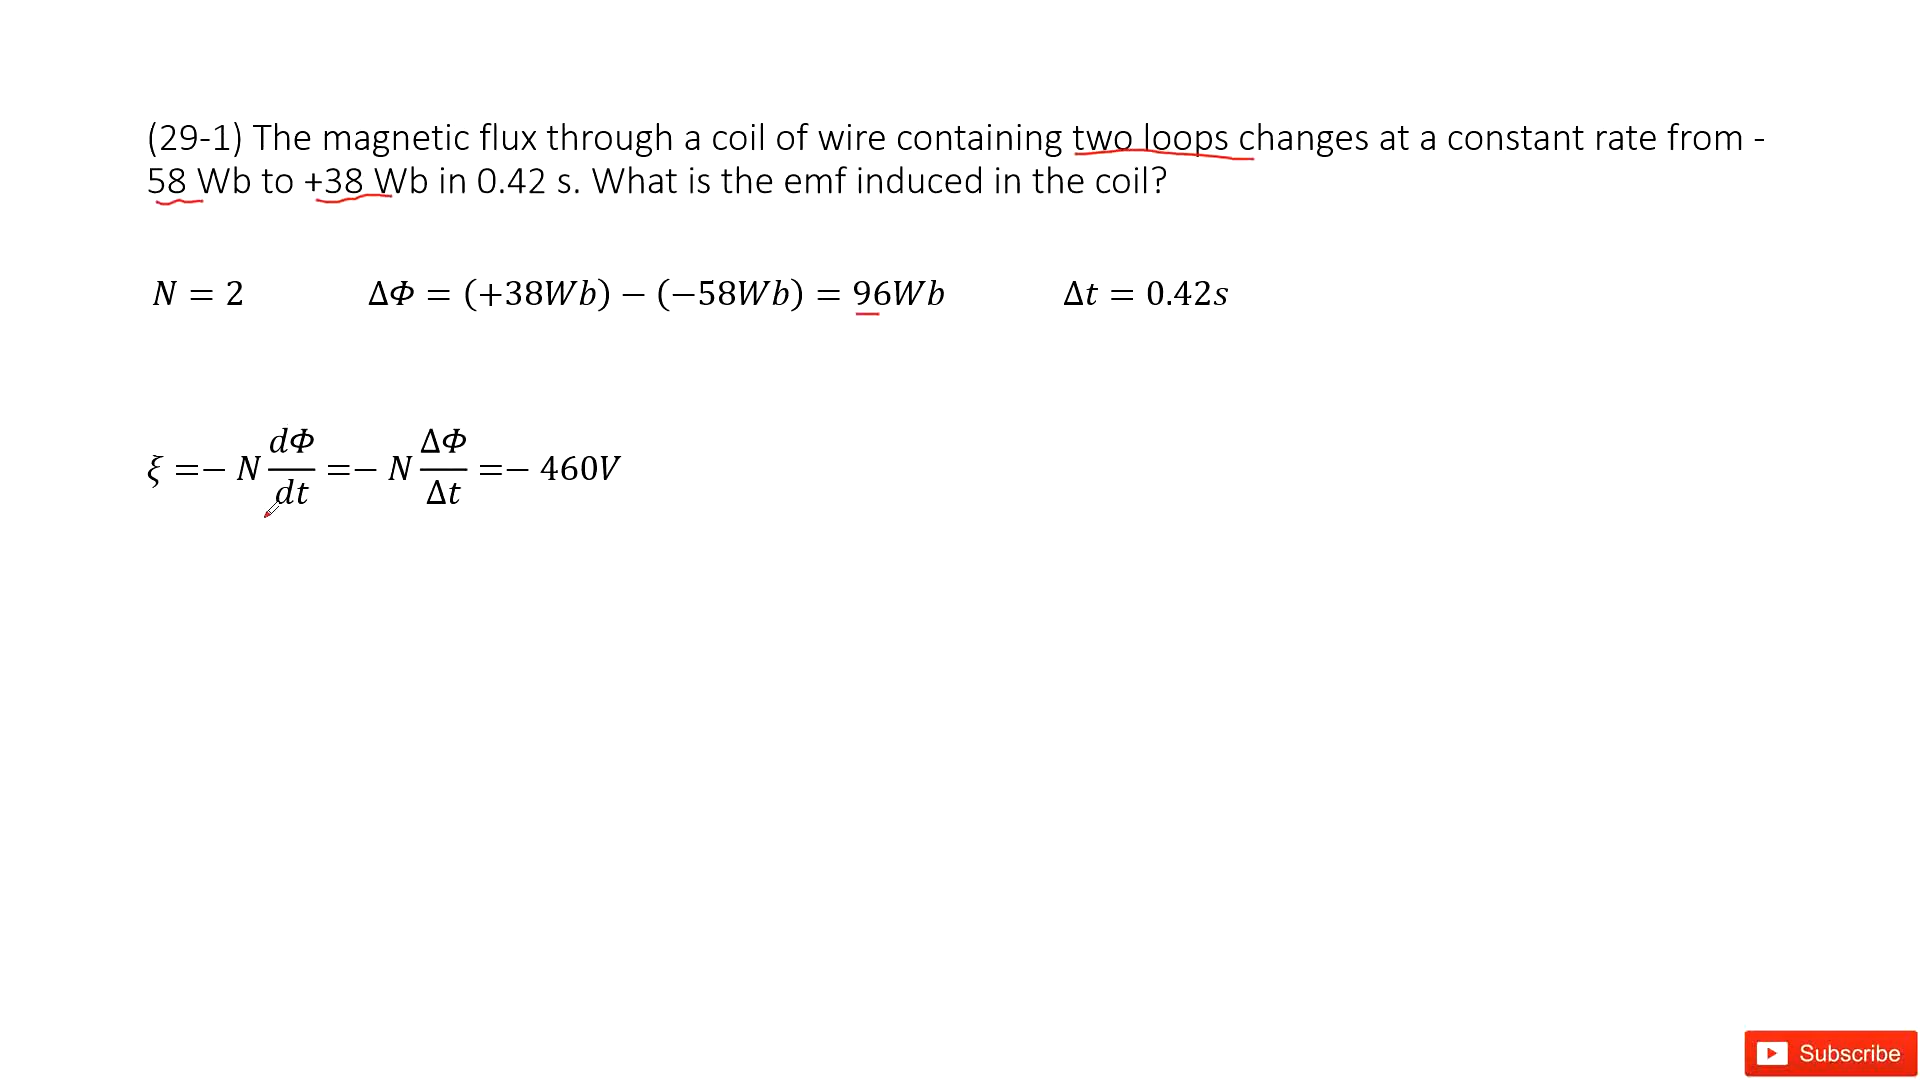 (29-1) The magnetic flux through a coil of wire containing two loops changes at a constant rate from -
58 Wb to +38 Wb in 0.42 s. What is the emf induced in the coil?
N = 2 ΔΦ = (+38Wb) − (−58Wb) = 96Wb Δt = 0.42s
ξ =− N dΦ/dt =− N ΔΦ/Δt =− 460V
Subscribe